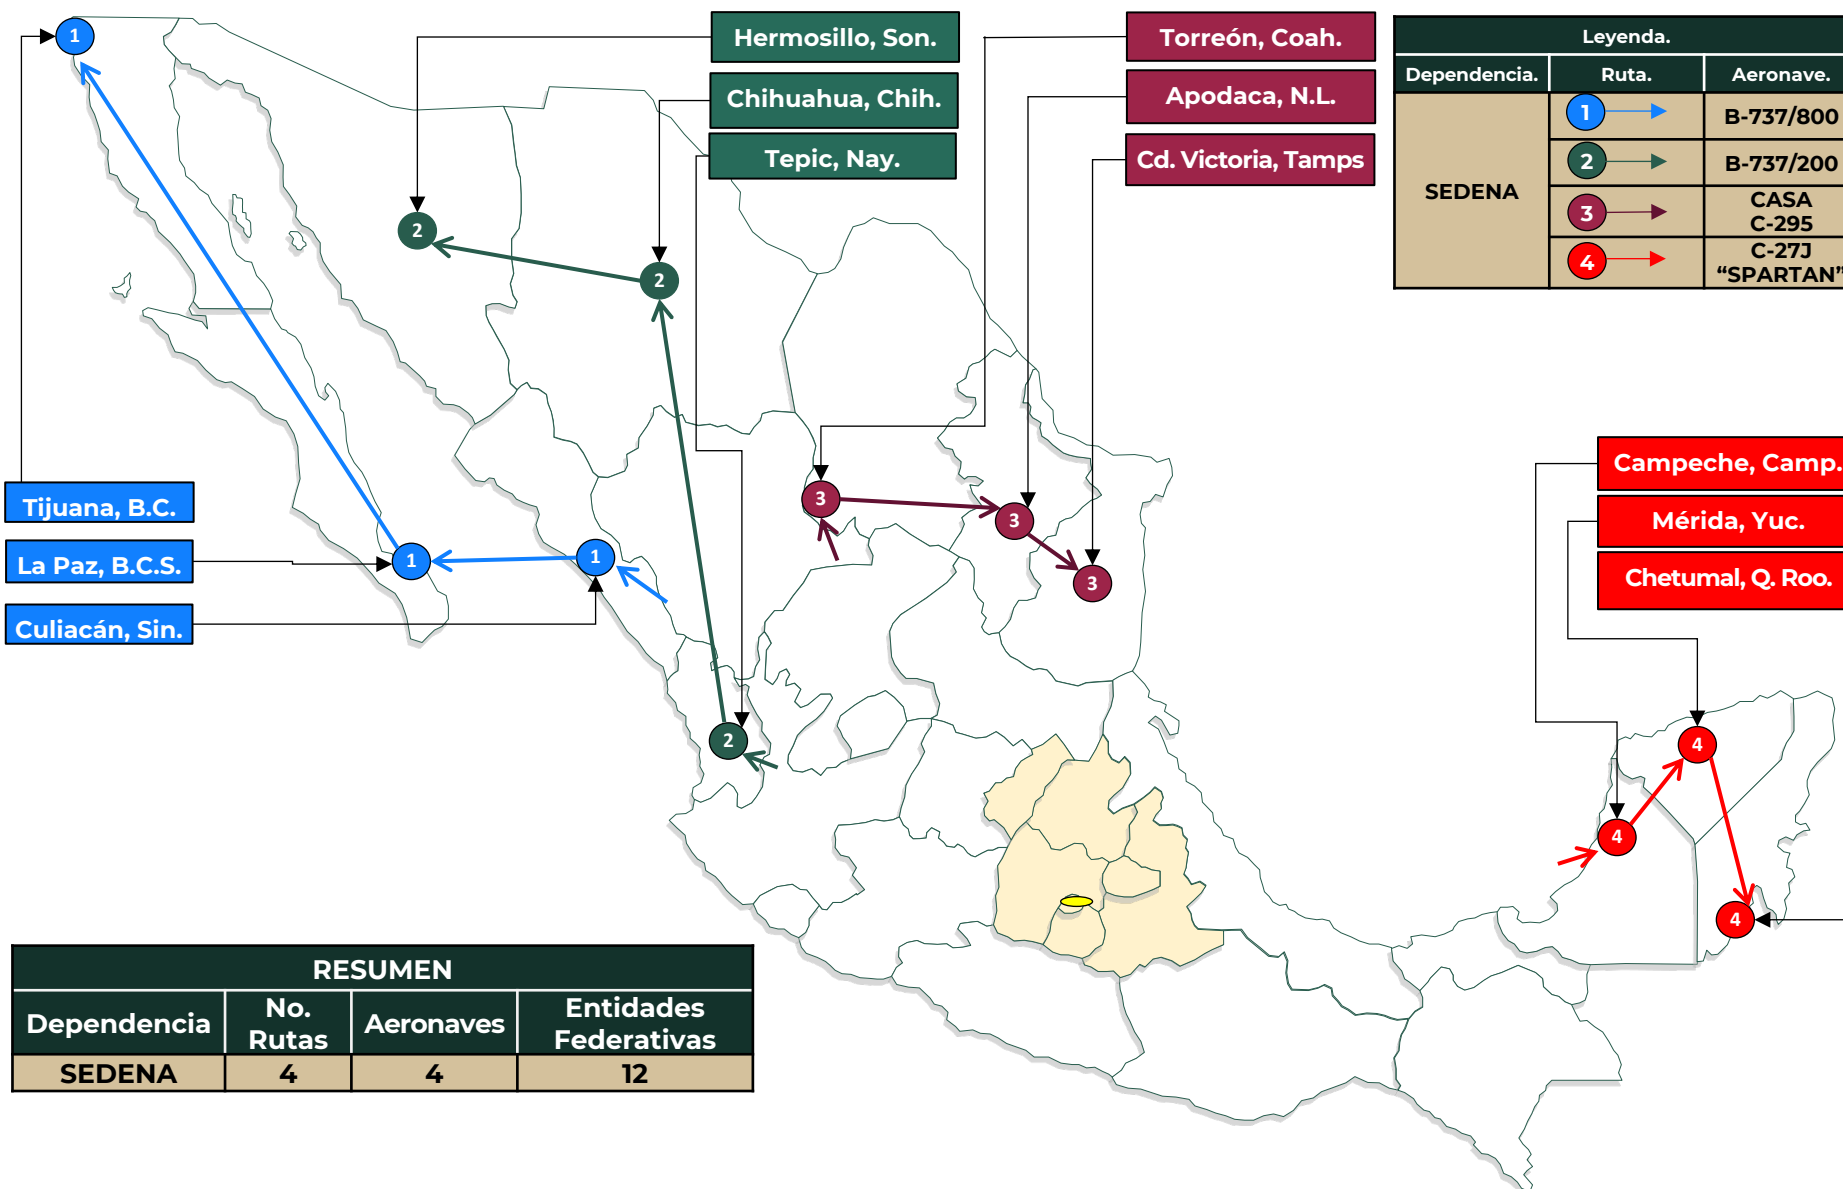 1
Hermosillo, Son.
Chihuahua, Chih.
Tepic, Nay.
Torreón, Coah.
Apodaca, N.L.
Cd. Victoria, Tamps
Leyenda.
Dependencia. Ruta. Aeronave.
SEDENA
1 B-737/800
2 B-737/200
3 CASA
C-295
4 C-27J
“SPARTAN”
2
2
Tijuana, B.C.
La Paz, B.C.S.
Culiacán, Sin.
1
1
2
3
3
3
Campeche, Camp.
Mérida, Yuc.
Chetumal, Q. Roo.
4
4
4
RESUMEN
Dependencia No. Rutas Aeronaves Entidades Federativas
SEDENA 4 4 12